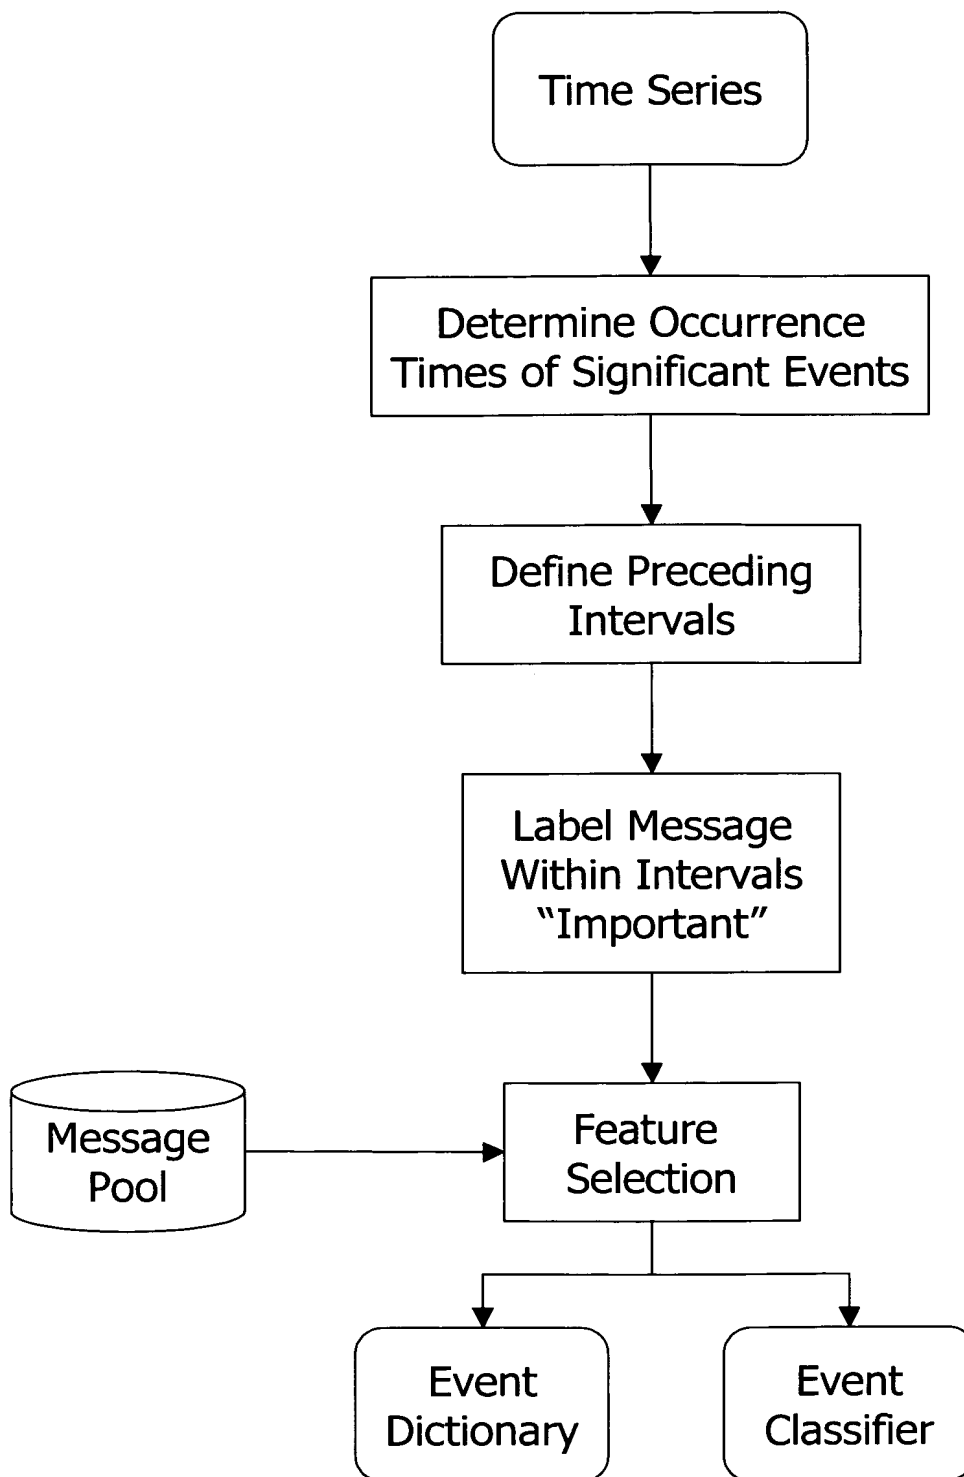 Time Series
Determine Occurrence
Times of Significant Events
Define Preceding
Intervals
Label Message
Within Intervals
“Important”
Message
Pool
Feature
Selection
Event
Dictionary
Event
Classifier